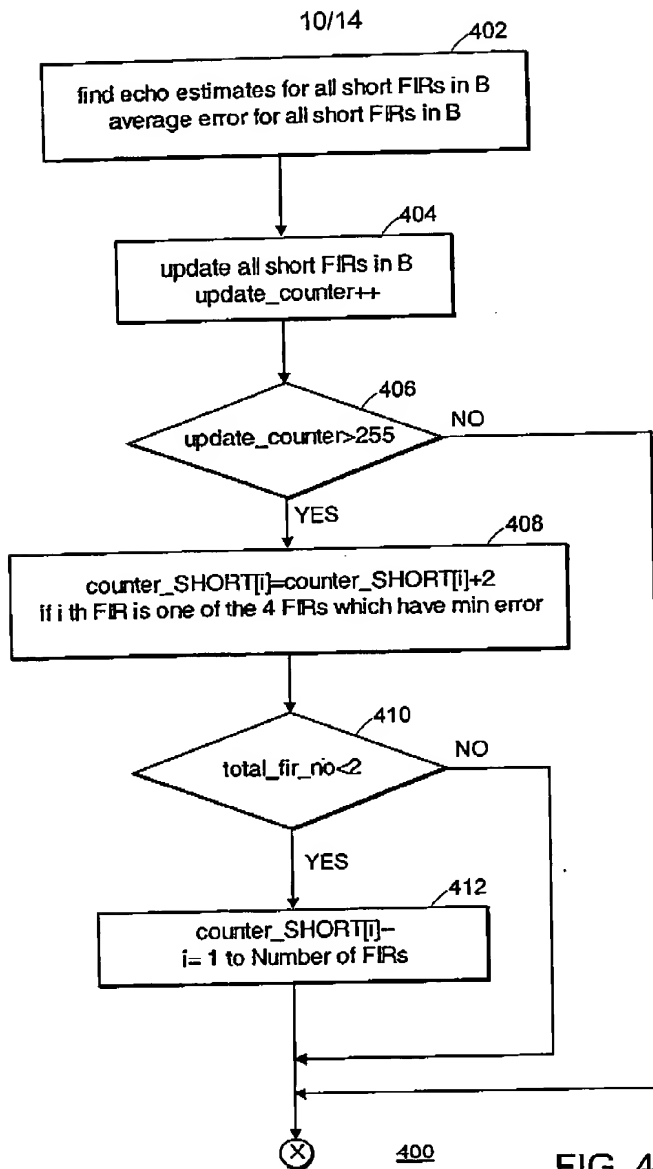 10/14
402
find echo estimates for all short FIRs in B
average error for all short FIRs in B
404
update all short FIRs in B
update_counter++
406
update_counter>255
NO
YES
408
counter_SHORT[i]=counter_SHORT[i]+2
if i th FIR is one of the 4 FIRs which have min error
410
total_fir_no<2
NO
YES
412
counter_SHORT[i]–
i= 1 to Number of FIRs
X
400
FIG. 4